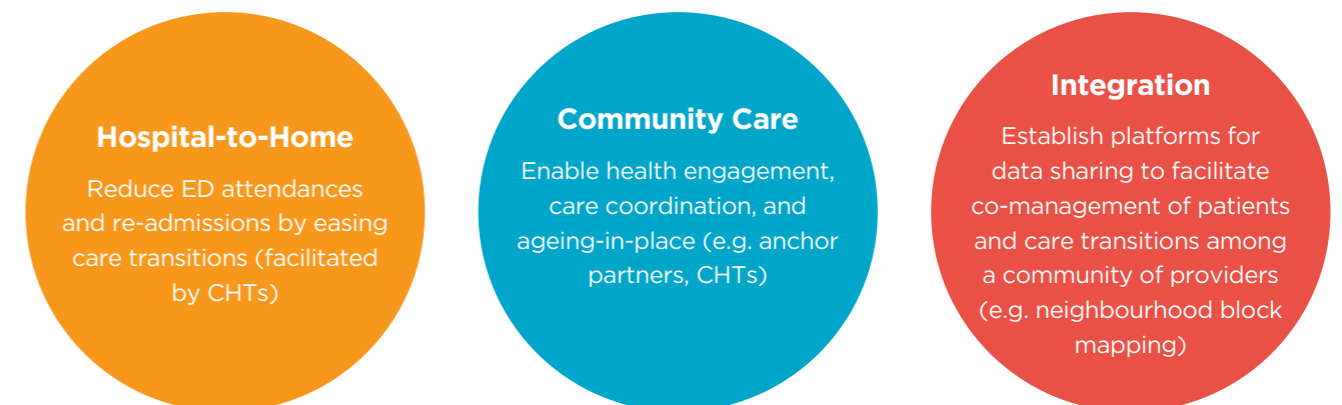 Hospital-to-Home
Reduce ED attendances
and re-admissions by easing
care transitions (facilitated
by CHTs)
Community Care
Enable health engagement,
care coordination, and
ageing-in-place (e.g. anchor
partners, CHTs)
Integration
Establish platforms for
data sharing to facilitate
co-management of patients
and care transitions among
a community of providers
(e.g. neighbourhood block
mapping)